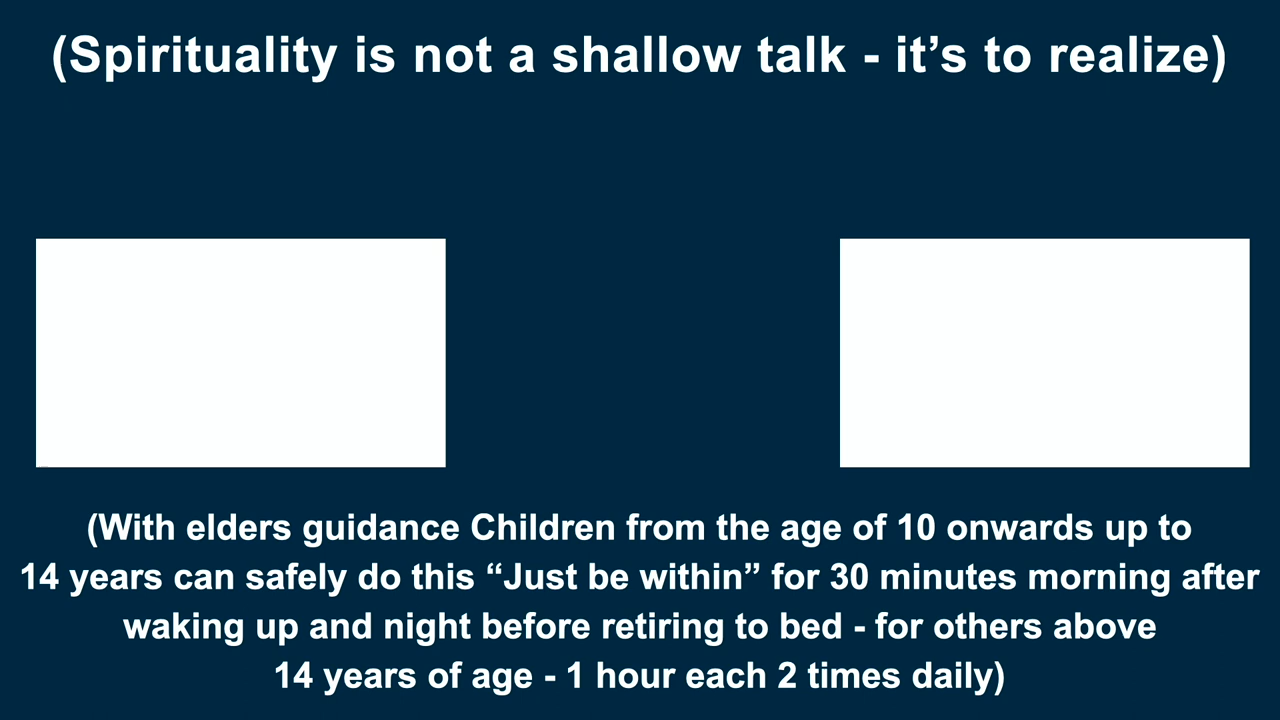 (Spirituality is not a shallow talk - it’s to realize)
(With elders guidance Children from the age of 10 onwards up to
14 years can safely do this “Just be within” for 30 minutes morning after
waking up and night before retiring to bed - for others above
14 years of age - 1 hour each 2 times daily)